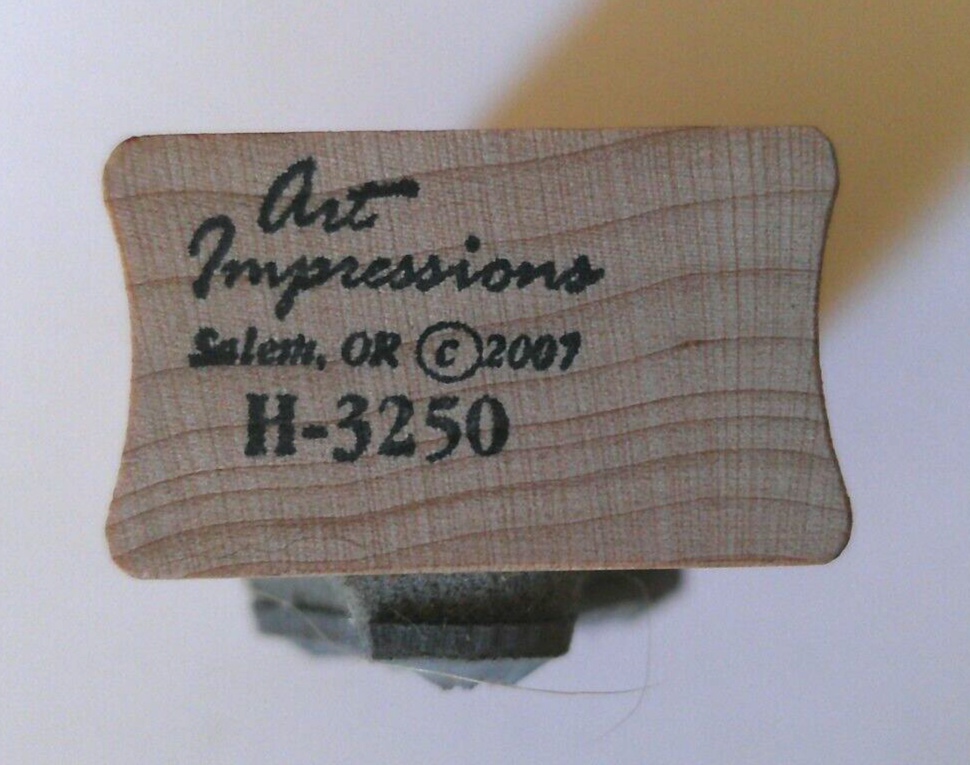 Art
Impressions
Salem, OR © 2007
H-3250